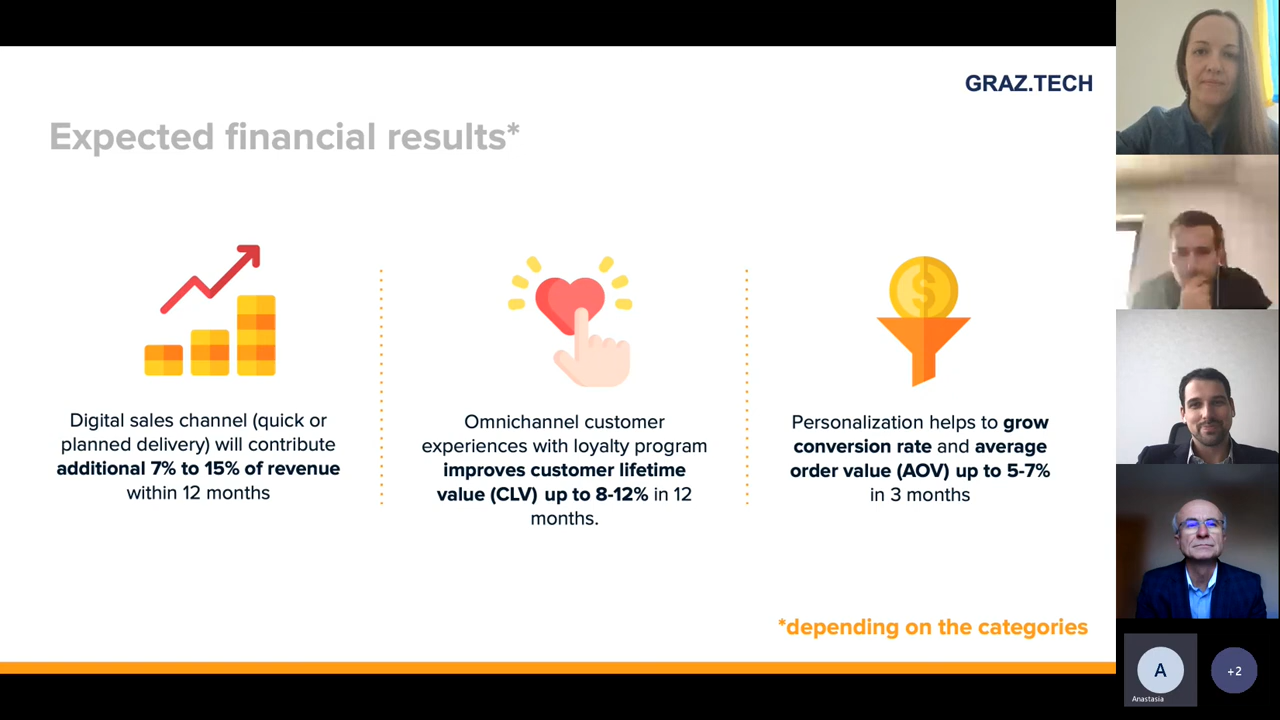 GRAZ.TECH
Expected financial results*
$
Digital sales channel (quick or
planned delivery) will contribute
additional 7% to 15% of revenue
within 12 months
Omnichannel customer
experiences with loyalty program
improves customer lifetime
value (CLV) up to 8-12% in 12
months.
Personalization helps to grow
conversion rate and average
order value (AOV) up to 5-7%
in 3 months
*depending on the categories
A
Anastasia
+2